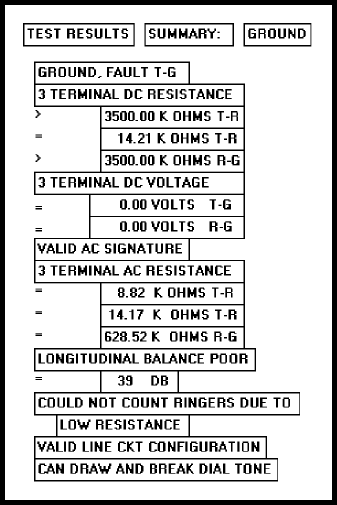 TEST RESULTS SUMMARY: GROUND
GROUND, FAULT T-G
3 TERMINAL DC RESISTANCE
> 3500.00 K OHMS T-R
= 14.21 K OHMS T-R
> 3500.00 K OHMS R-G
3 TERMINAL DC VOLTAGE
= 0.00 VOLTS T-G
= 0.00 VOLTS R-G
VALID AC SIGNATURE
3 TERMINAL AC RESISTANCE
= 8.82 K OHMS T-R
= 14.17 K OHMS T-R
= 628.52 K OHMS R-G
LONGITUDINAL BALANCE POOR
= 39 DB
COULD NOT COUNT RINGERS DUE TO
LOW RESISTANCE
VALID LINE CKT CONFIGURATION
CAN DRAW AND BREAK DIAL TONE